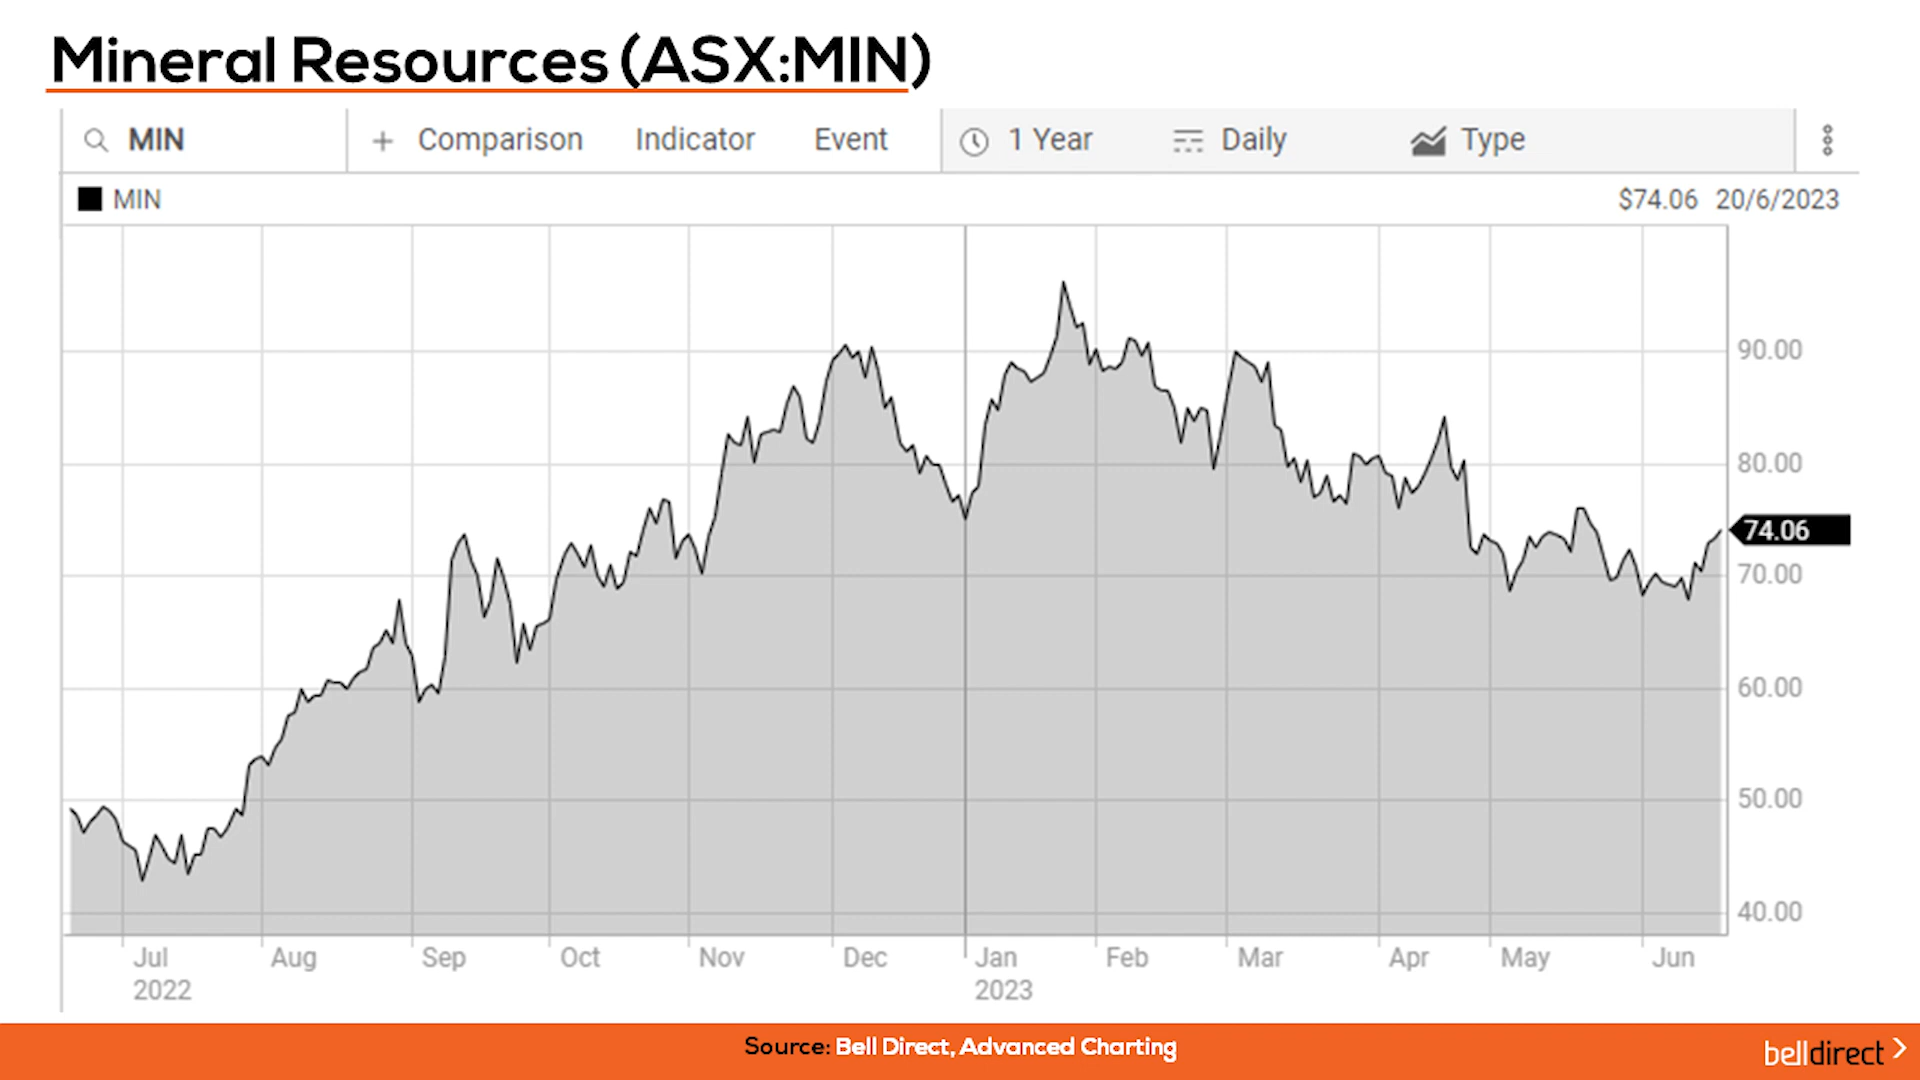 Mineral Resources (ASX:MIN)
MIN + Comparison Indicator Event 1 Year Daily Type
MIN $74.06 20/6/2023
90.00
80.00
74.06
70.00
60.00
50.00
40.00
Jul Aug Sep Oct Nov Dec Jan Feb Mar Apr May Jun
2022 2023
Source: Bell Direct, Advanced Charting
belldirect